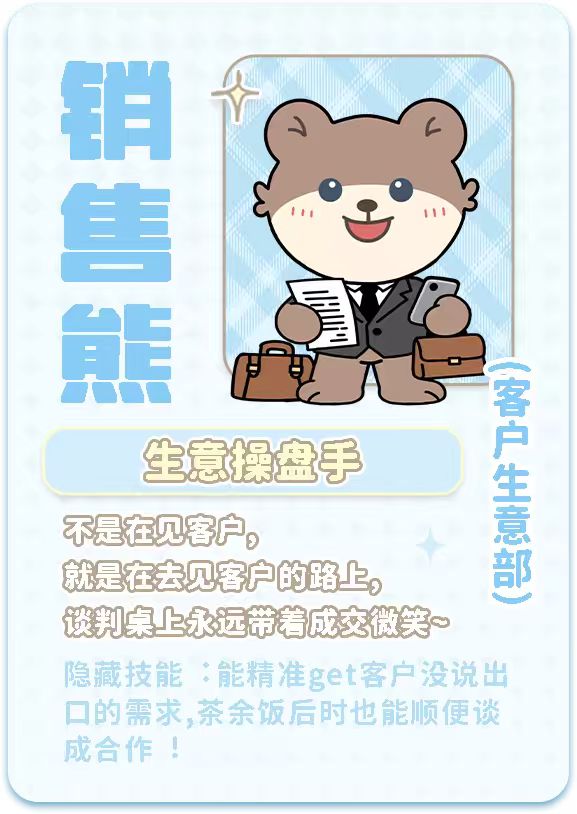 销售熊
(客户生意部)
生意操盘手
不是在见客户,
就是在去见客户的路上,
谈判桌上永远带着成交微笑~
隐藏技能：能精准get客户没说出
口的需求,茶余饭后时也能顺便谈
成合作！